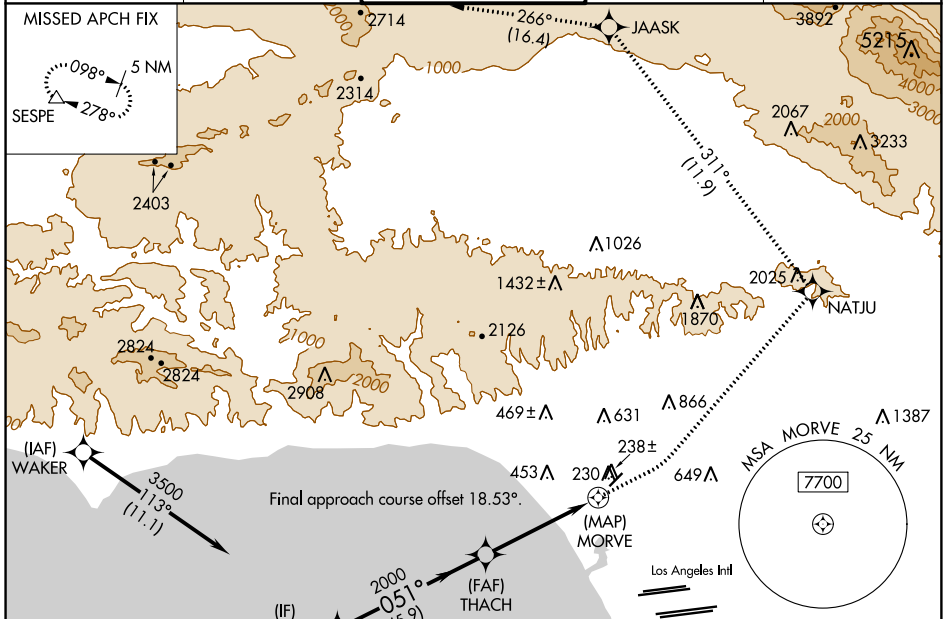 MISSED APCH FIX
098°
5 NM
SESPE
278°
2714
2000
266°
(16.4)
JAASK
3892
5215
4000
3000
1000
2314
2067
2000
3233
2403
311°
(11.9)
1026
1432±
2025
NATJU
1870
2126
1000
2824
2824
2908
2000
469±
631
866
1387
238±
453
230
649
(IAF)
WAKER
3500
113°
(11.1)
Final approach course offset 18.53°.
(MAP)
MORVE
MSA MORVE 25 NM
7700
Los Angeles Intl
2000
051°
(FAF)
THACH
(IF)